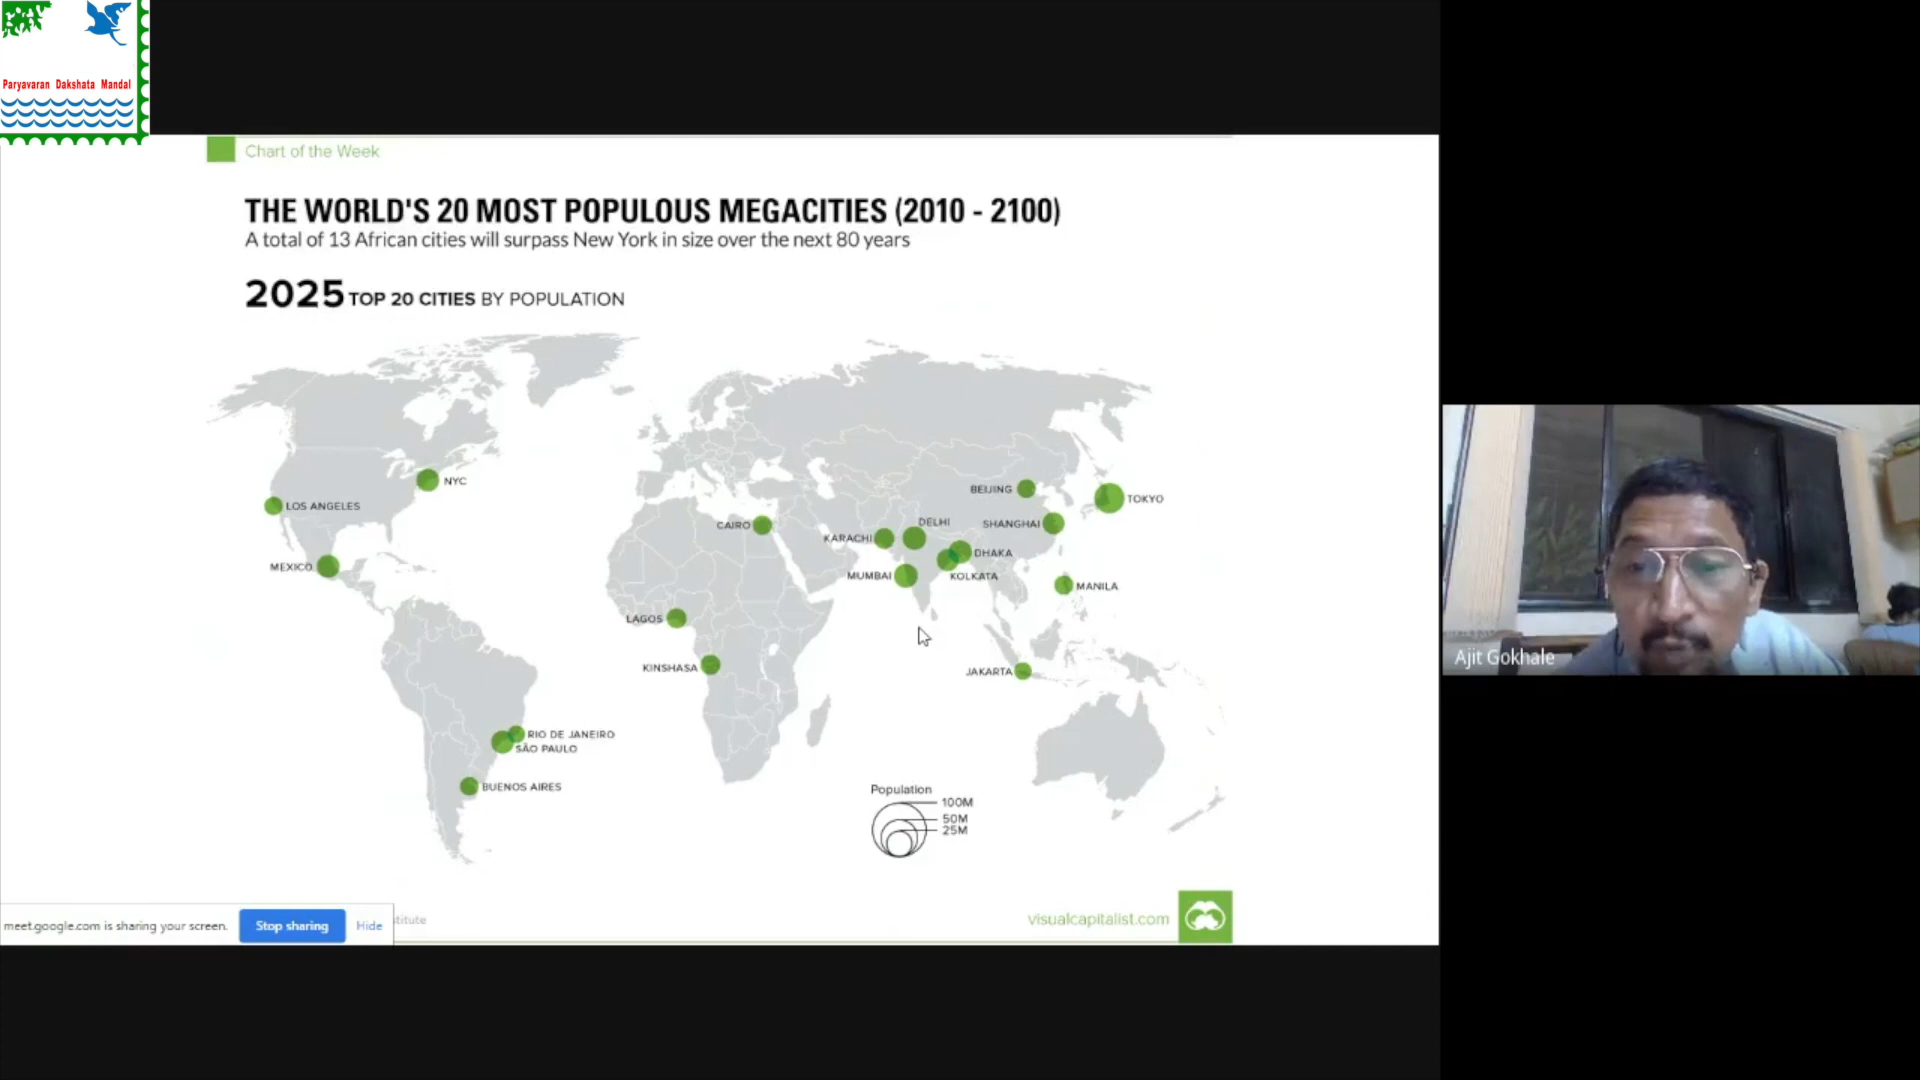 Paryavaran Dakshata Mandal
Chart of the Week
THE WORLD'S 20 MOST POPULOUS MEGACITIES (2010 - 2100)
A total of 13 African cities will surpass New York in size over the next 80 years
2025 TOP 20 CITIES BY POPULATION
NYC
LOS ANGELES
MEXICO
RIO DE JANEIRO
SÃO PAULO
BUENOS AIRES
CAIRO
LAGOS
KINSHASA
KARACHI
DELHI
MUMBAI
DHAKA
KOLKATA
BEIJING
SHANGHAI
TOKYO
MANILA
JAKARTA
Population
100M
50M
25M
meet.google.com is sharing your screen.
Stop sharing
Hide
titute
visualcapitalist.com
Ajit Gokhale